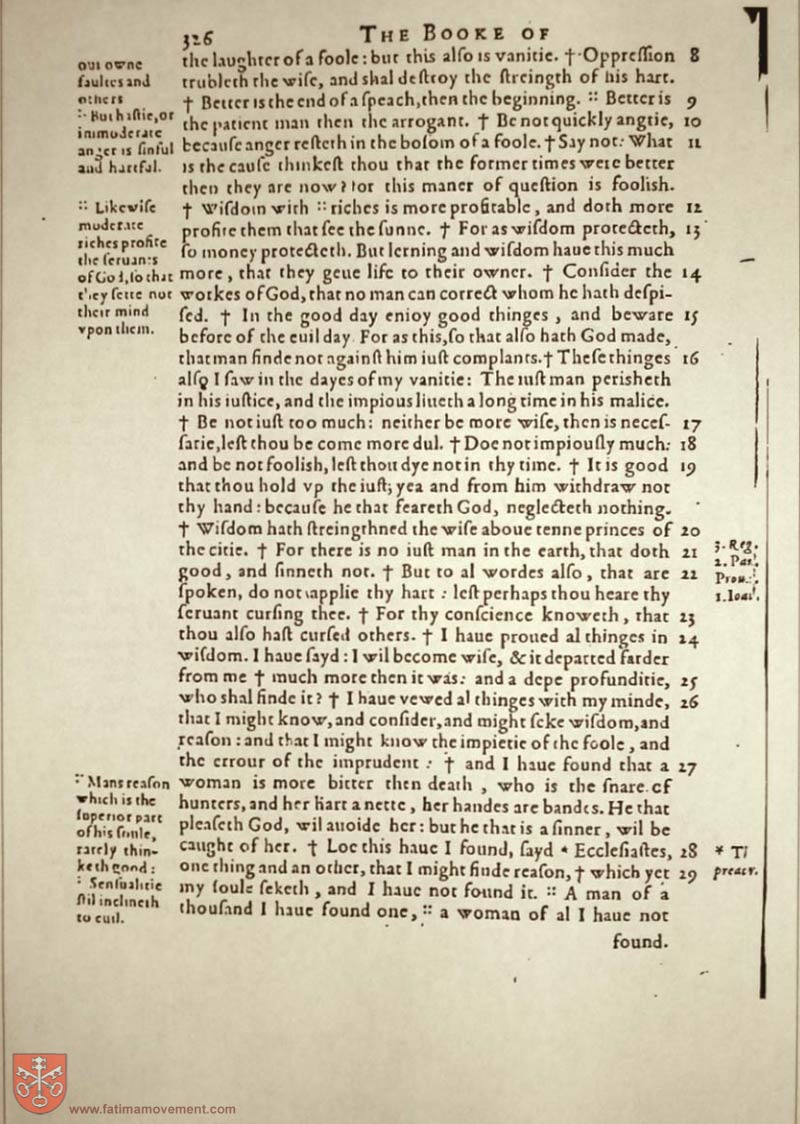 326 THE BOOKE OF
the laughter of a foole: but this alſo is vanitie. † Oppreſſion 8
trubleth the wiſe, and shal deſtroy the ſtreingth of his hart.
† Better is the end of a ſpeach, then the beginning. :: Better is 9
the patient man then the arrogant. † Be not quickly angrie, 10
becauſe anger reſteth in the boſom of a foole. † Say not: What 11
is the cauſe thinkeſt thou that the former times were better
then they are now? for this maner of queſtion is foolish.
† Wiſdom with :: riches is more profitable, and doth more 12
profite them that ſee the ſunne. † For as wiſdom protecteth, 13
ſo money protecteth. But lerning and wiſdom haue this much
more, that they geue life to their owner. † Conſider the 14
workes of God, that no man can correct whom he hath deſpi-
ſed. † In the good day enioy good thinges, and beware 15
before of the euil day. For as this, ſo that alſo hath God made,
that man finde not againſt him iuſt complants. † Theſe thinges 16
alſo I ſaw in the dayes of my vanitie: The iuſt man perisheth
in his iuſtice, and the impious liueth a long time in his malice.
† Be not iuſt too much: neither be more wiſe, then is neceſ- 17
ſarie, leſt thou be come more dul. † Doe not impiouſly much: 18
and be not foolish, leſt thou dye not in thy time. † It is good 19
that thou hold vp the iuſt; yea and from him withdraw not
thy hand: becauſe he that feareth God, neglecteth nothing.
† Wiſdom hath ſtreingthned the wiſe aboue tenne princes of 20
the citie. † For there is no iuſt man in the earth, that doth 21
good, and ſinneth not. † But to al wordes alſo, that are 22
ſpoken, do not applie thy hart: leſt perhaps thou heare thy
ſeruant curſing thee. † For thy conſcience knoweth, that 23
thou alſo haſt curſed others. † I haue proued al thinges in 24
wiſdom. I haue ſayd: I wil become wiſe, & it departed farder
from me † much more then it was: and a depe profunditie, 25
who shal finde it? † I haue vewed al thinges with my minde, 26
that I might know, and conſider, and might ſeke wiſdom, and
reaſon: and that I might know the impietie of the foole, and
the errour of the imprudent: † and I haue found that a 27
woman is more bitter then death, who is the ſnare of
hunters, and her hart a nette, her handes are bandes. He that
pleaſeth God, wil auoide her: but he that is a ſinner, wil be
caught of her. † Loe this haue I found, ſayd * Eccleſiaſtes, 28
one thing and an other, that I might finde reaſon, † which yet 29
my ſoule ſeketh, and I haue not found it. :: A man of a
thouſand I haue found one, :: a woman of al I haue not
found.
our owne
faultes and
others
:: But haſtie, or
immoderate
anger is ſinful
and hartful.
:: Likewiſe
moderate
riches profite
the ſeruants
of God, ſo that
they ſette not
their mind
vpon them.
:: Mans reaſon
which is the
ſuperior part
of his ſoule,
rarely thin-
keth good:
:: Senſualitie
ſtil inclineth
to euil.
3. Reg.
2. Par.
Prou.
1. Ioan.
* Tl
preacr.
www.fatimamovement.com